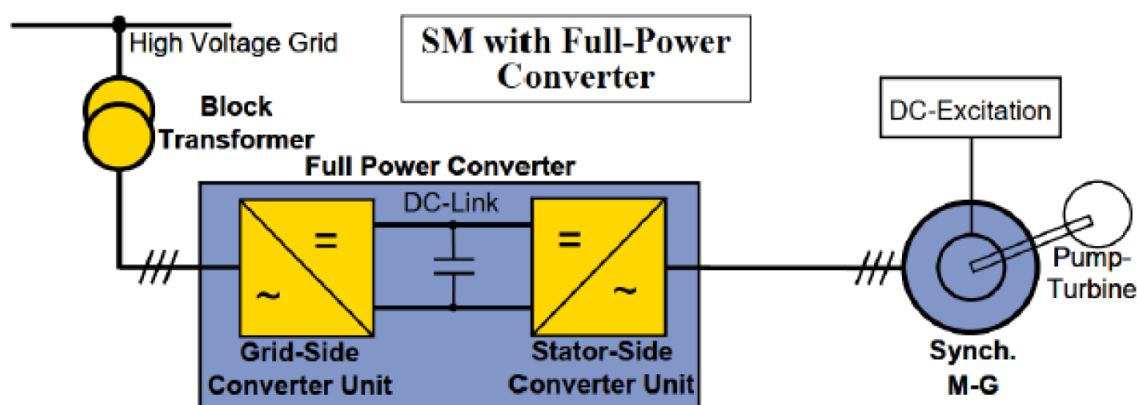 High Voltage Grid
SM with Full-Power
Converter
Block
Transformer
DC-Excitation
Full Power Converter
DC-Link
=
=
~
~
Pump-
Turbine
Grid-Side
Converter Unit
Stator-Side
Converter Unit
Synch.
M-G